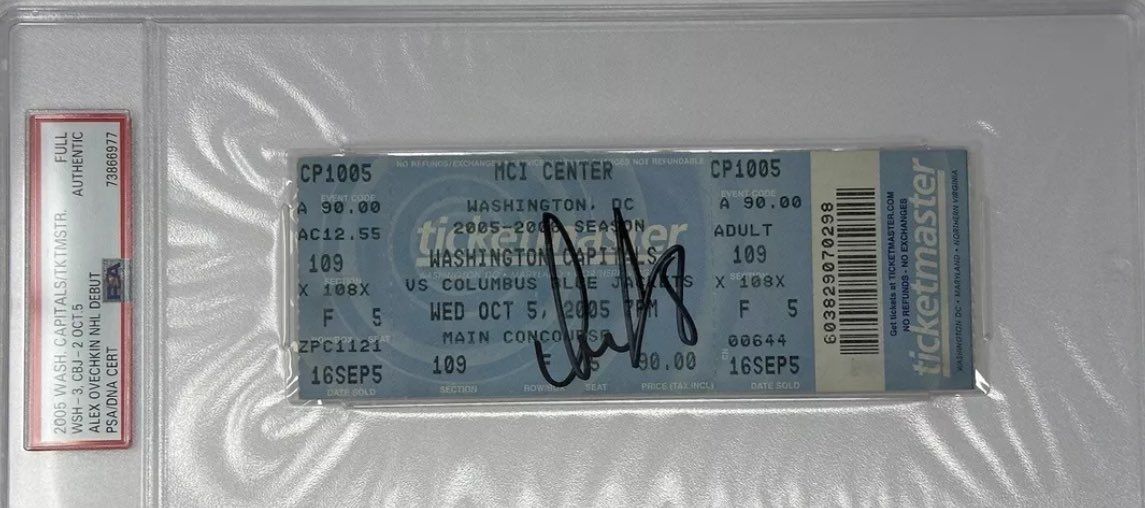 2005 WASH. CAPITALS/TKTMSTR. FULL
WSH - 3, CBJ - 2 OCT.5 AUTHENTIC
ALEX OVECHKIN NHL DEBUT
PSA/DNA CERT 73866977
PSA
CP1005
A 90.00
AC12.55
109
X 108X
F 5
ZPC1121
16SEP5
DATE SOLD
NO REFUNDS/EXCHANGES
NOT REFUNDABLE
MCI CENTER
WASHINGTON, DC
2005-2006 SEASON
ticketmaster
WASHINGTON CAPITALS
VS COLUMBUS BLUE JACKETS
WED OCT 5, 2005 7PM
MAIN CONCOURSE
109 F 5 90.00
SECTION ROW/BOX SEAT PRICE (TAX INCL)
8
CP1005
EVENT CODE
A 90.00
ADULT
109
X 108X
F 5
CN 00644
16SEP5
DATE SOLD
603829070298
Get tickets at TICKETMASTER.COM
NO REFUNDS - NO EXCHANGES
ticketmaster
WASHINGTON DC • MARYLAND • NORTHERN VIRGINIA